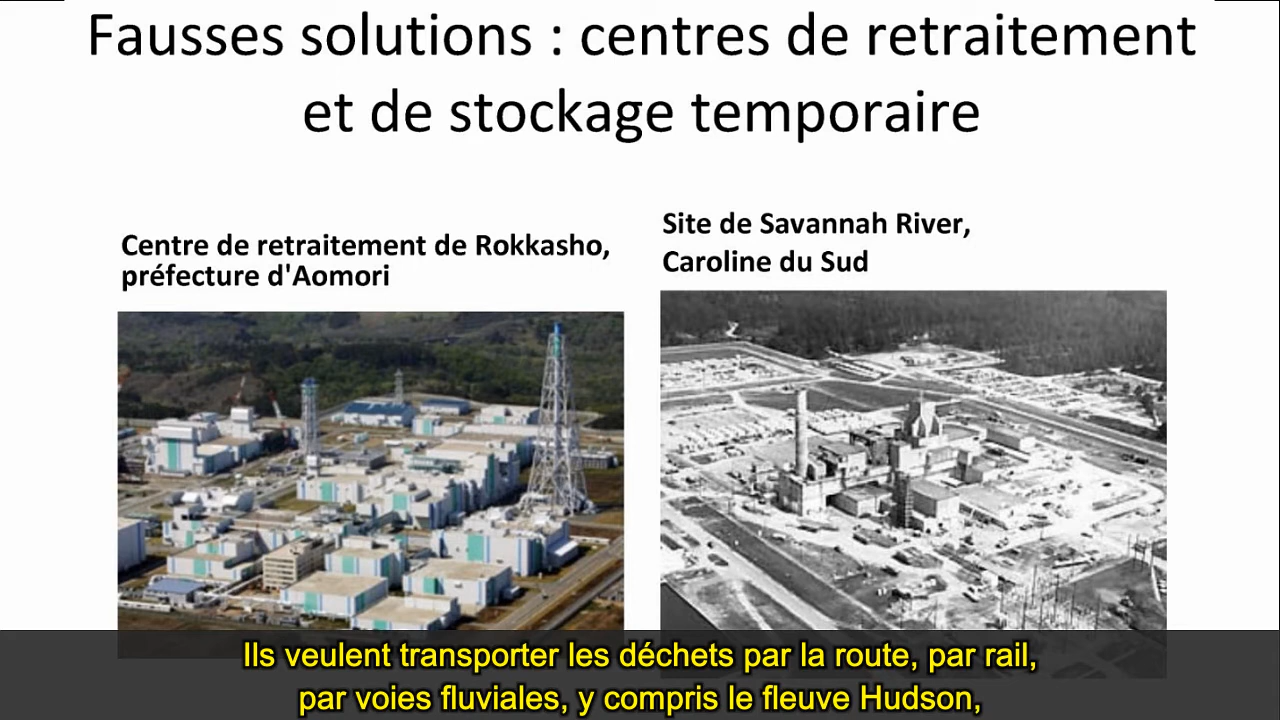 Fausses solutions : centres de retraitement
et de stockage temporaire
Centre de retraitement de Rokkasho,
préfecture d'Aomori
Site de Savannah River,
Caroline du Sud
Ils veulent transporter les déchets par la route, par rail,
par voies fluviales, y compris le fleuve Hudson,